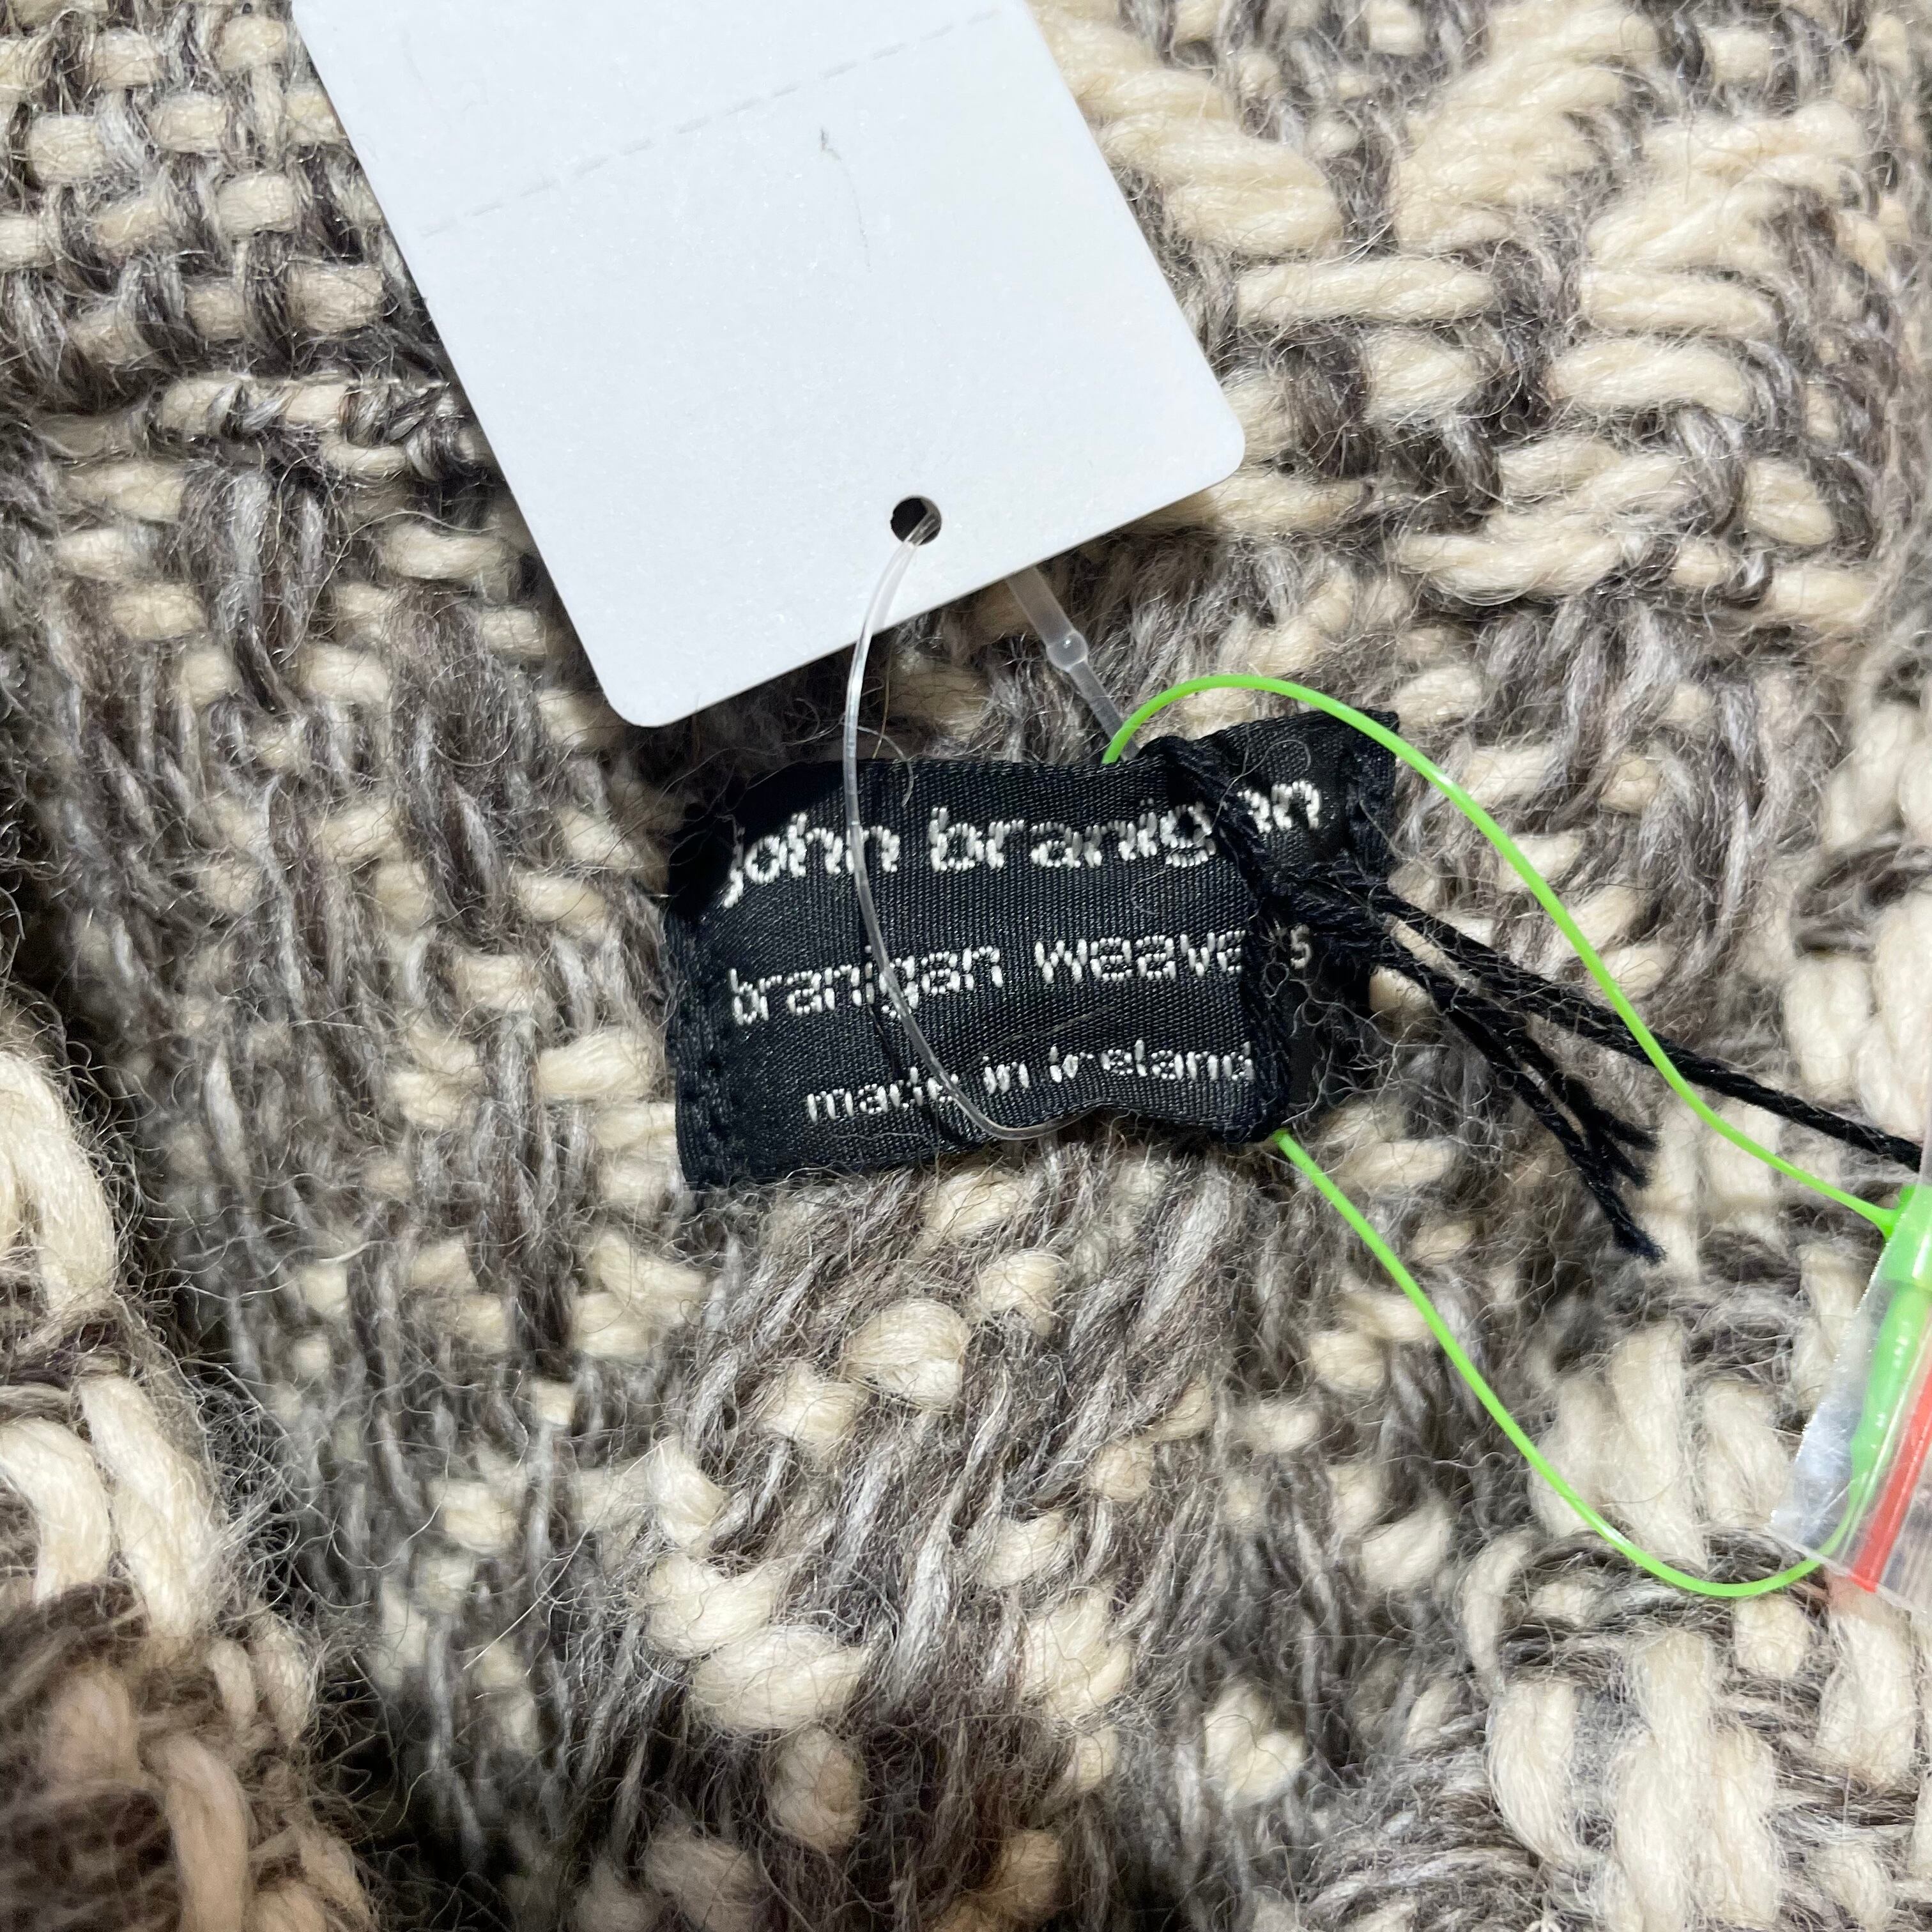 john branigan
branigan weavers
made in ireland